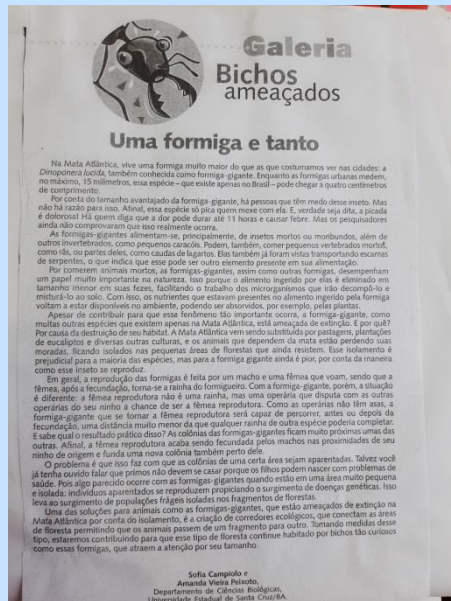 Galeria
Bichos
ameaçados
Uma formiga e tanto
Na Mata Atlântica, vive uma formiga muito maior do que as que costumamos ver nas cidades: a
Dinoponera lucida, também conhecida como formiga-gigante. Enquanto as formigas urbanas medem,
no máximo, 15 milímetros, essa espécie – que existe apenas no Brasil – pode chegar a quatro centímetros
de comprimento.
Por conta do tamanho avantajado da formiga-gigante, há pessoas que têm medo desse inseto. Mas
não há razão para isso. Afinal, essa espécie só pica quem mexe com ela. E, verdade seja dita, a picada
é dolorosa! Há quem diga que a dor pode durar até 11 horas e causar febre. Mas os pesquisadores
ainda não comprovaram que isso realmente ocorra.
As formigas-gigantes alimentam-se, principalmente, de insetos mortos ou moribundos, além de
outros invertebrados, como pequenos caracóis. Podem, também, comer pequenos vertebrados mortos,
como rãs, ou partes deles, como caudas de lagartos. Elas também já foram vistas transportando escamas
de serpentes, o que indica que esse pode ser outro elemento presente em sua alimentação.
Por comerem animais mortos, as formigas-gigantes, assim como outras formigas, desempenham
um papel muito importante na natureza. Isso porque o alimento ingerido por elas é eliminado em
tamanho menor em suas fezes, facilitando o trabalho dos microrganismos que irão decompô-lo e
misturá-lo ao solo. Com isso, os nutrientes que estavam presentes no alimento ingerido pela formiga
voltam a estar disponíveis no ambiente, podendo ser absorvidos, por exemplo, pelas plantas.
Apesar de contribuir para que esse fenômeno tão importante ocorra, a formiga-gigante, como
muitas outras espécies que existem apenas na Mata Atlântica, está ameaçada de extinção. E por quê?
Por causa da destruição de seu hábitat. A Mata Atlântica vem sendo substituída por pastagens, plantações
de eucaliptos e diversas outras culturas, e os animais que dependem da mata estão perdendo suas
moradas, ficando isolados nas pequenas áreas de florestas que ainda resistem. Esse isolamento é
prejudicial para a maioria das espécies, mas para a formiga gigante ainda é pior, por conta da maneira
como esse inseto se reproduz.
Em geral, a reprodução das formigas é feita por um macho e uma fêmea que voam, sendo que a
fêmea, após a fecundação, torna-se a rainha do formigueiro. Com a formiga-gigante, porém, a situação
é diferente: a fêmea reprodutora não é uma rainha, mas uma operária que disputa com as outras
operárias do seu ninho a chance de ser a fêmea reprodutora. Como as operárias não têm asas, a
formiga-gigante que se tornar a fêmea reprodutora será capaz de percorrer, antes ou depois da
fecundação, uma distância muito menor da que qualquer rainha de outra espécie poderia completar.
E sabe qual o resultado prático disso? As colônias das formigas-gigantes ficam muito próximas umas das
outras. Afinal, a fêmea reprodutora acaba sendo fecundada pelos machos nas proximidades de seu
ninho de origem e funda uma nova colônia também perto dele.
O problema é que isso faz com que as colônias de uma certa área sejam aparentadas. Talvez você
já tenha ouvido falar que primos não devem se casar porque os filhos podem nascer com problemas de
saúde. Pois algo parecido ocorre com as formigas-gigantes quando estão em uma área muito pequena
e isolada: indivíduos aparentados se reproduzem propiciando o surgimento de doenças genéticas. Isso
leva ao surgimento de populações frágeis isoladas nos fragmentos de florestas.
Uma das soluções para animais como as formigas-gigantes, que estão ameaçados de extinção na
Mata Atlântica por conta do isolamento, é a criação de corredores ecológicos, que conectam as áreas
de floresta permitindo que os animais passem de um fragmento para outro. Tomando medidas desse
tipo, estaremos contribuindo para que esse tipo de floresta continue habitado por bichos tão curiosos
como essas formigas, que atraem a atenção por seu tamanho.
Sofia Campiolo e
Amanda Vieira Peixoto,
Departamento de Ciências Biológicas,
Universidade Estadual de Santa Cruz/BA.